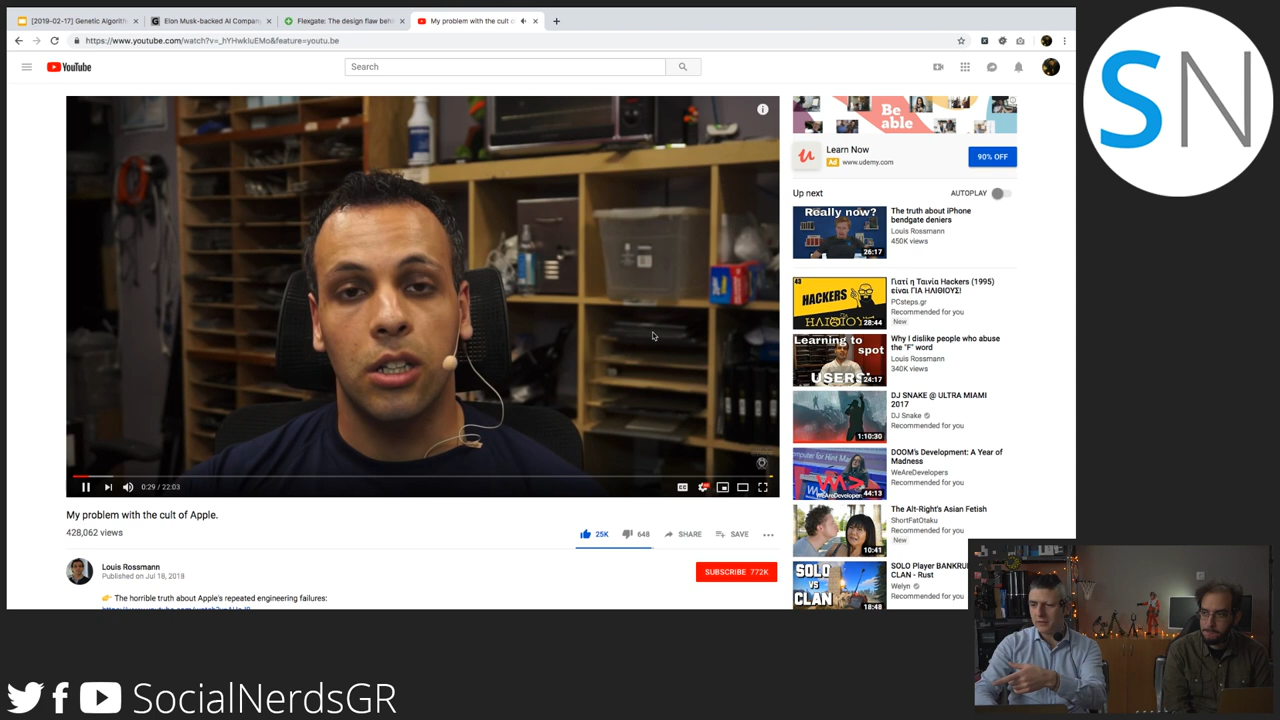 [2019-02-17] Genetic Algorith
Elon Musk-backed AI Compan
Flexgate: The design flaw beh
My problem with the cult o
https://www.youtube.com/watch?v=_hYHwkIuEMo&feature=youtu.be
YouTube
Search
SN
Be
able
Learn Now
Ad www.udemy.com
90% OFF
Up next
AUTOPLAY
Really now?
26:17
The truth about iPhone
bendgate deniers
Louis Rossmann
450K views
43
HACKERS
ΗΛΙΘΙΟΥΣ
28:44
Γιατί η Ταινία Hackers (1995)
είναι ΓΙΑ ΗΛΙΘΙΟΥΣ!
PCsteps.gr
Recommended for you
New
Learning to
spot
USERS
24:17
Why I dislike people who abuse
the "F" word
Louis Rossmann
340K views
1:10:30
DJ SNAKE @ ULTRA MIAMI
2017
DJ Snake
Recommended for you
44:13
DOOM's Development: A Year of
Madness
WeAreDevelopers
Recommended for you
10:41
The Alt-Right's Asian Fetish
ShortFatOtaku
Recommended for you
New
SOLO
VS
CLAN
18:48
SOLO Player BANKRU
CLAN - Rust
Welyn
Recommended for you
0:29 / 22:03
CC
My problem with the cult of Apple.
428,062 views
25K
648
SHARE
SAVE
Louis Rossmann
Published on Jul 18, 2018
SUBSCRIBE 772K
👉 The horrible truth about Apple's repeated engineering failures:
SocialNerdsGR